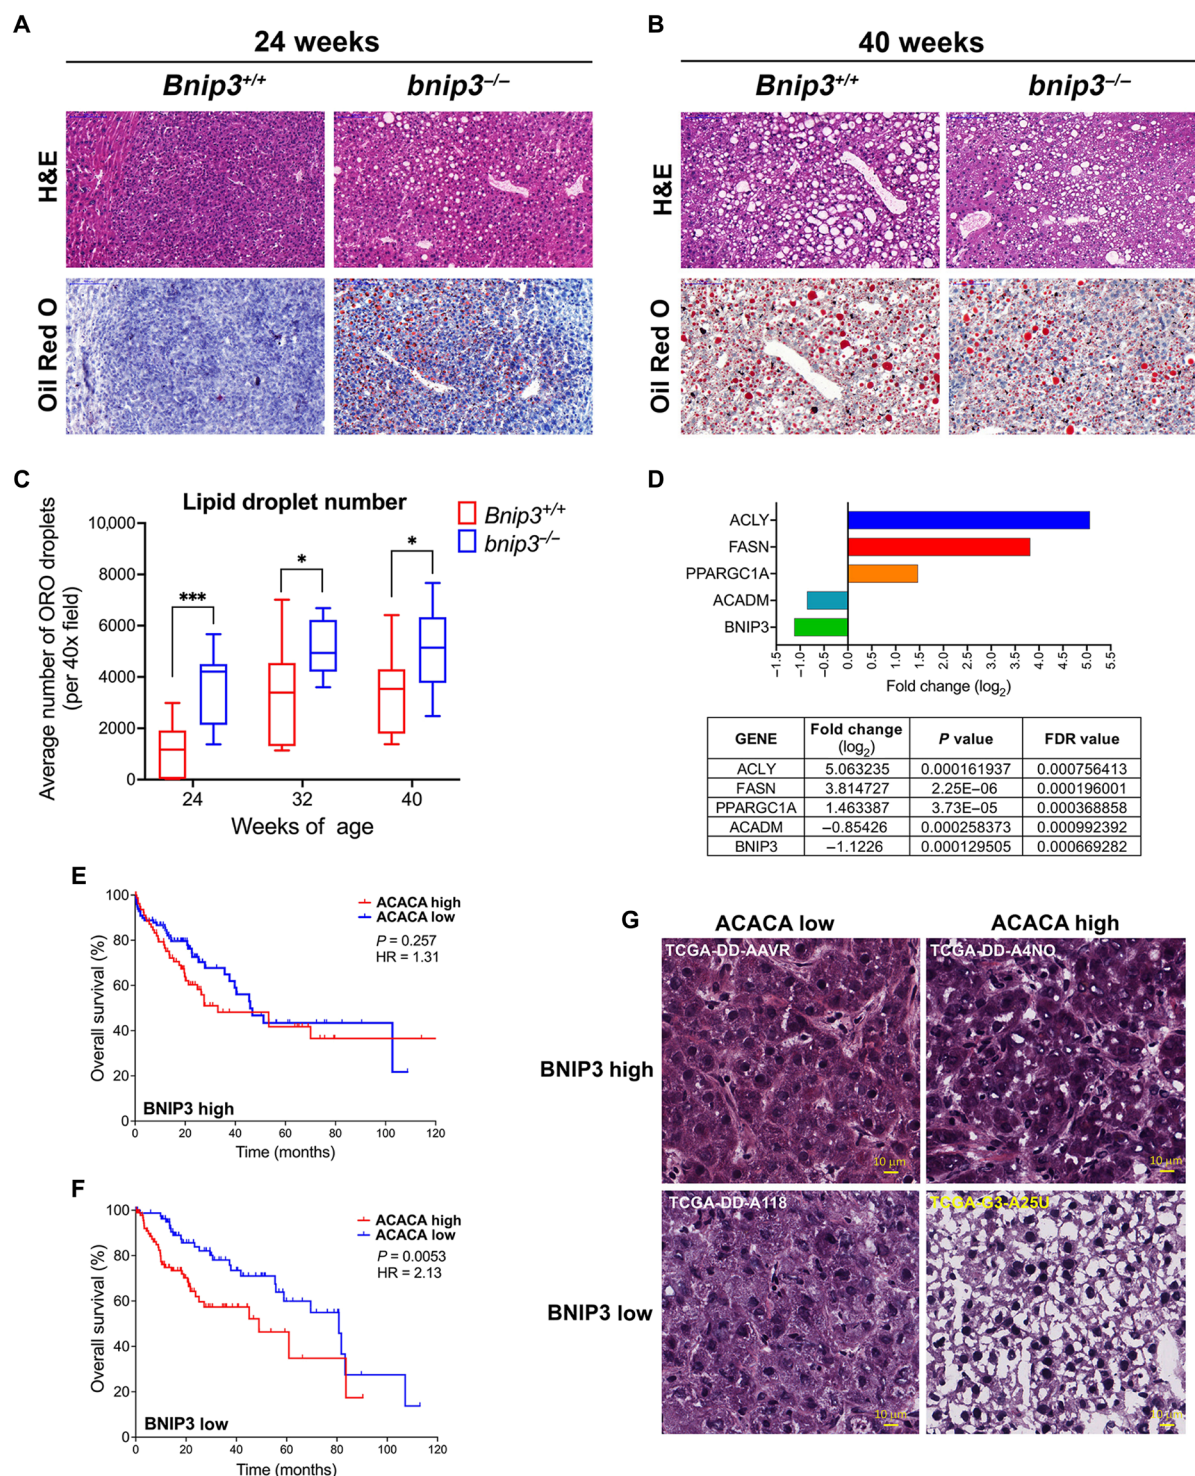 A
24 weeks
Bnip3+/+
bnip3–/–
H&E
Oil Red O
B
40 weeks
Bnip3+/+
bnip3–/–
H&E
Oil Red O
C
Lipid droplet number
Bnip3+/+
bnip3–/–
Average number of ORO droplets
(per 40x field)
10,000
8000
6000
4000
2000
0
***
*
*
24
32
40
Weeks of age
D
ACLY
FASN
PPARGC1A
ACADM
BNIP3
–1.5
–1.0
–0.5
0.0
0.5
1.0
1.5
2.0
2.5
3.0
3.5
4.0
4.5
5.0
5.5
Fold change (log2)
GENE
Fold change
(log2)
P value
FDR value
ACLY 5.063235 0.000161937 0.000756413
FASN 3.814727 2.25E–06 0.000196001
PPARGC1A 1.463387 3.73E–05 0.000368858
ACADM –0.85426 0.000258373 0.000992392
BNIP3 –1.1226 0.000129505 0.000669282
E
Overall survival (%)
100
80
60
40
20
0
ACACA high
ACACA low
P = 0.257
HR = 1.31
BNIP3 high
0 20 40 60 80 100 120
Time (months)
F
Overall survival (%)
100
80
60
40
20
0
ACACA high
ACACA low
P = 0.0053
HR = 2.13
BNIP3 low
0 20 40 60 80 100 120
Time (months)
G
ACACA low
ACACA high
BNIP3 high
TCGA-DD-AAVR
10 µm
TCGA-DD-A4NO
10 µm
BNIP3 low
TCGA-DD-A118
10 µm
TCGA-G3-A25U
10 µm